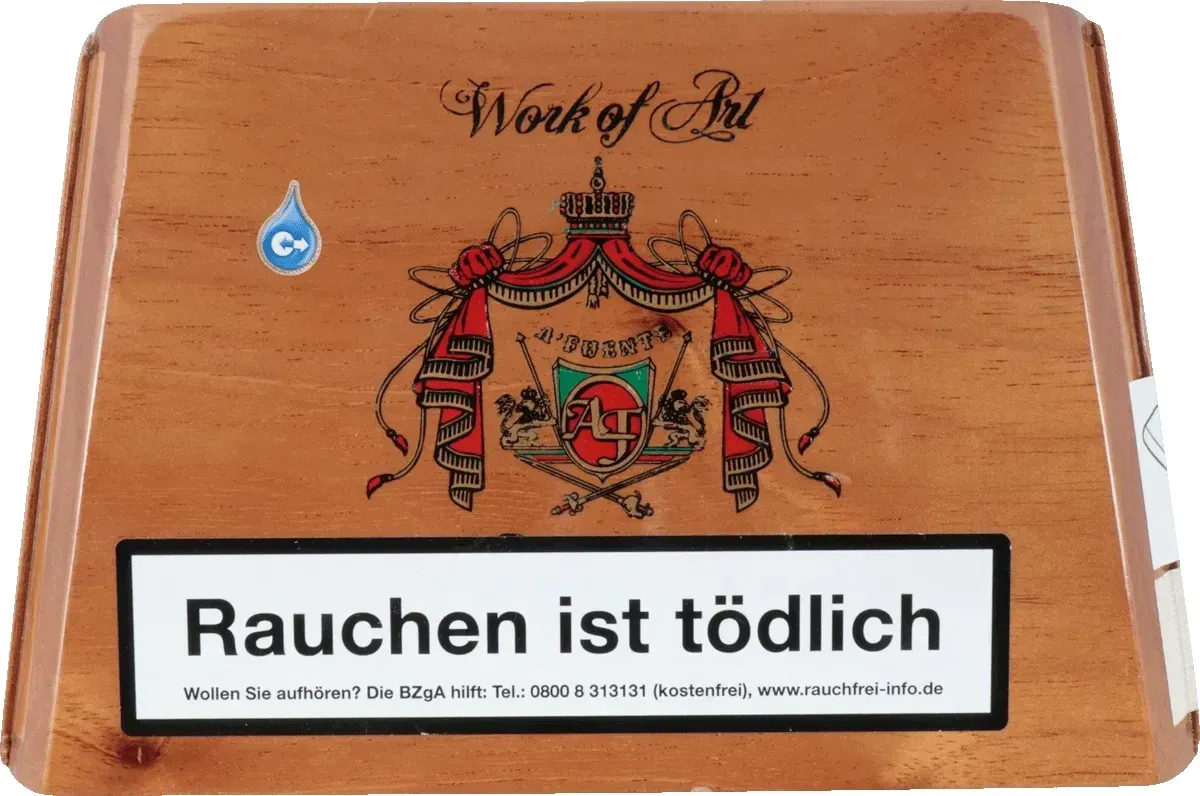 Work of Art
A'FUENTE
AF
Rauchen ist tödlich
Wollen Sie aufhören? Die BZgA hilft: Tel.: 0800 8 313131 (kostenfrei), www.rauchfrei-info.de